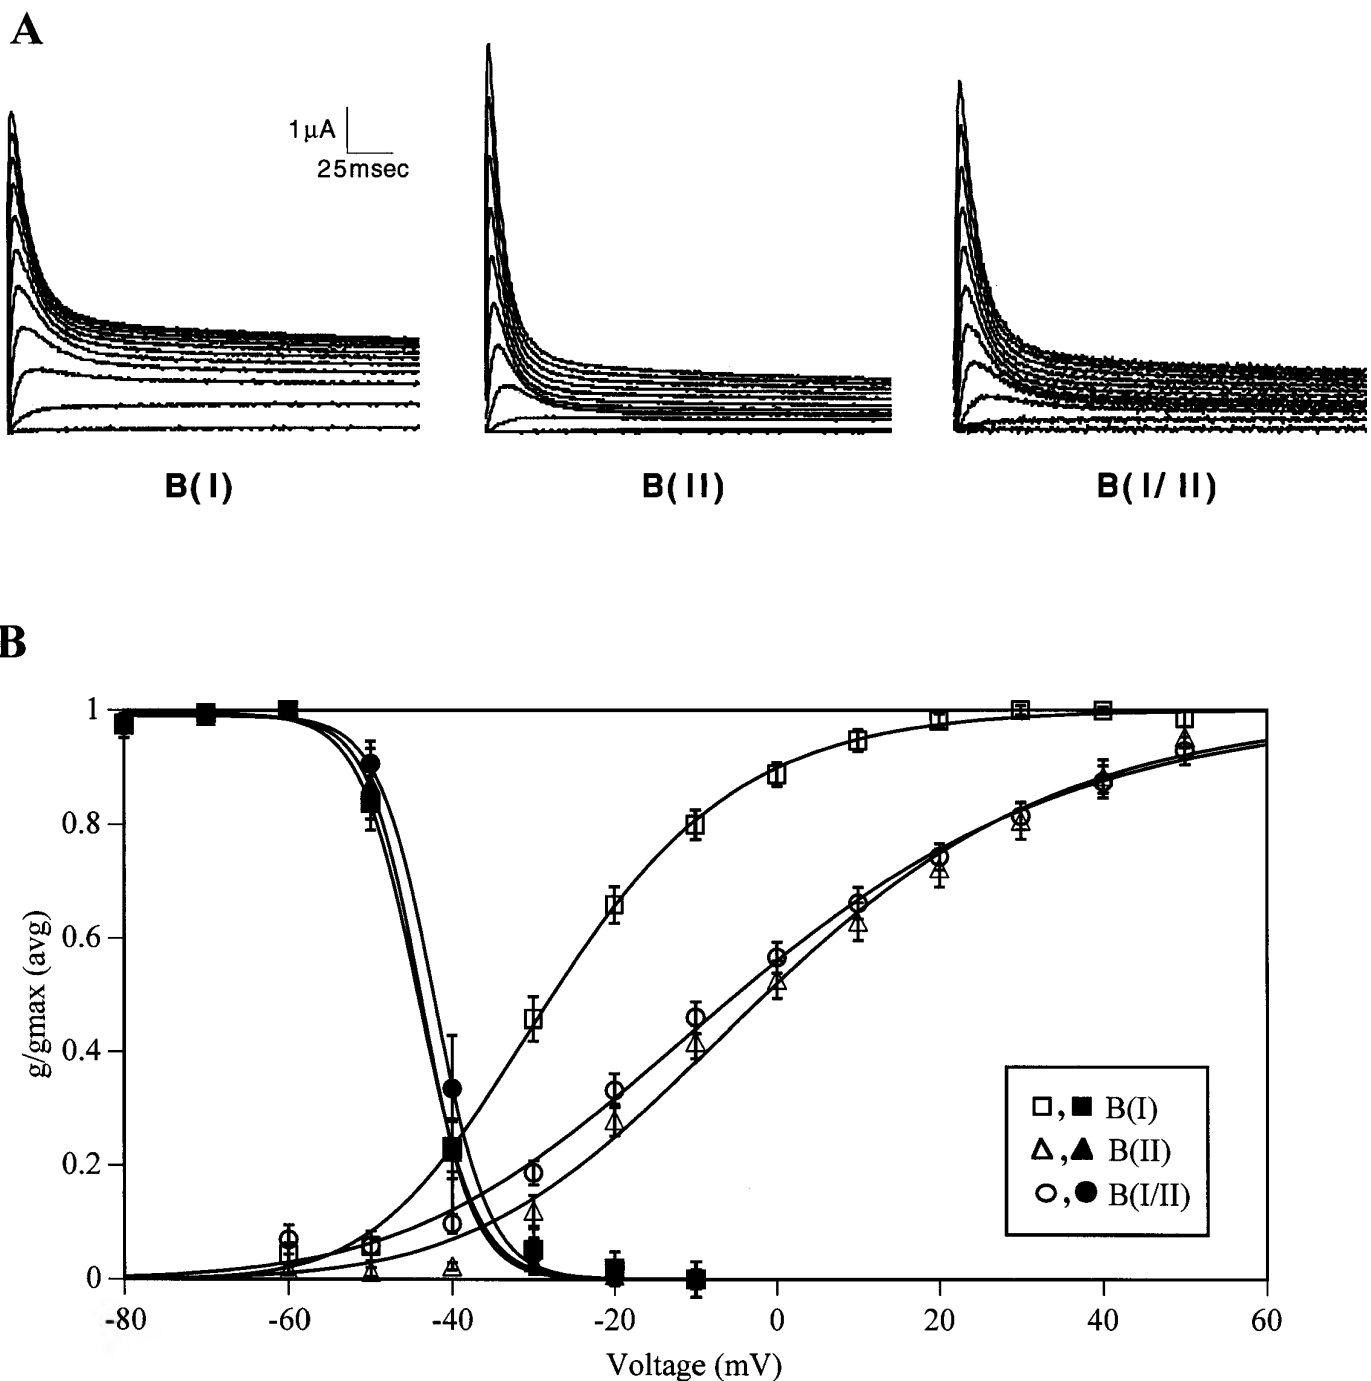 A
1μA
25msec
B(I)
B(II)
B(I/II)
B
1
0.8
0.6
0.4
0.2
0
g/gmax (avg)
-80
-60
-40
-20
0
20
40
60
Voltage (mV)
□,■ B(I)
△,▲ B(II)
○,● B(I/II)